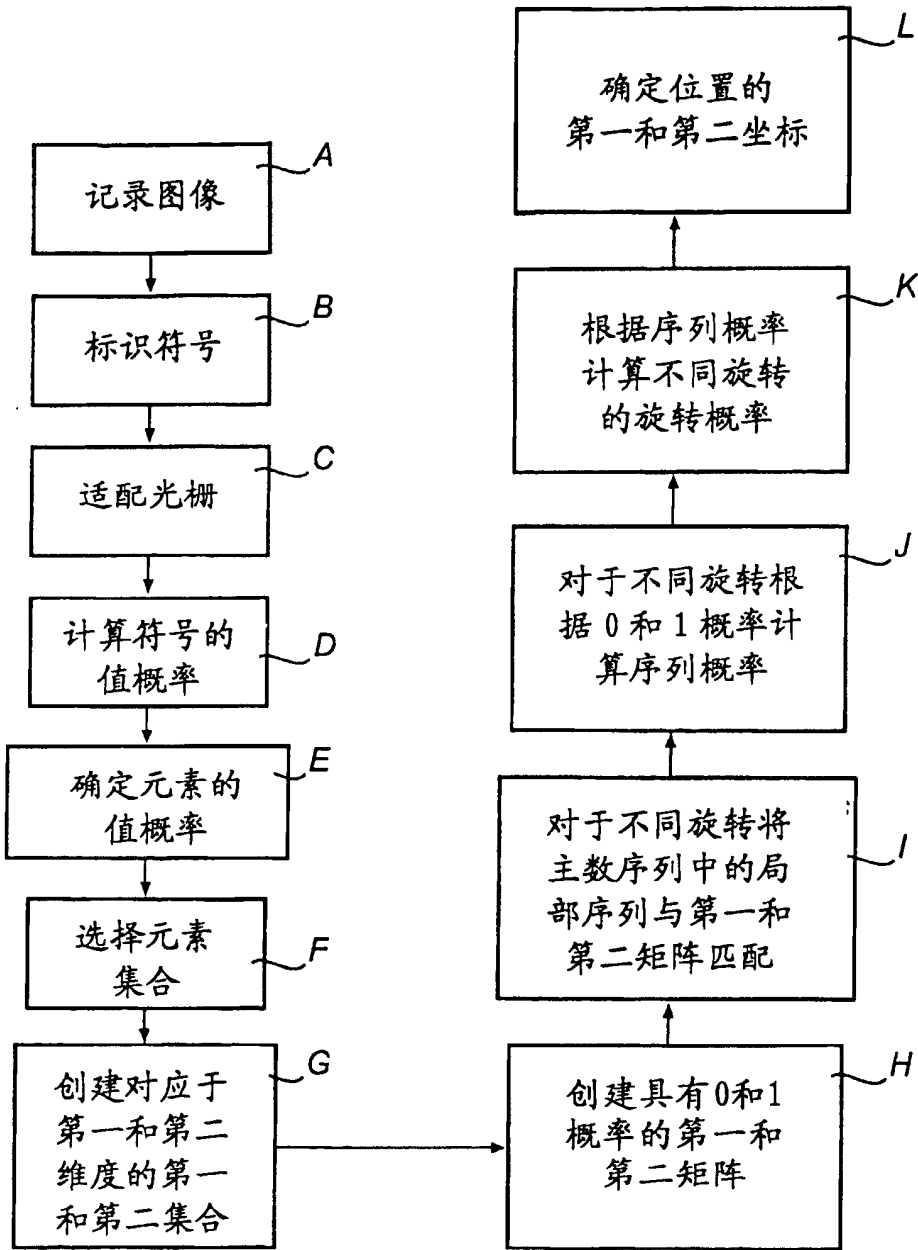 A
记录图像
B
标识符号
C
适配光栅
D
计算符号的
值概率
E
确定元素的
值概率
F
选择元素
集合
G
创建对应于
第一和第二
维度的第一
和第二集合
H
创建具有0和1
概率的第一和
第二矩阵
I
对于不同旋转将
主数序列中的局
部序列与第一和
第二矩阵匹配
J
对于不同旋转根
据0和1概率计
算序列概率
K
根据序列概率
计算不同旋转
的旋转概率
L
确定位置的
第一和第二坐标